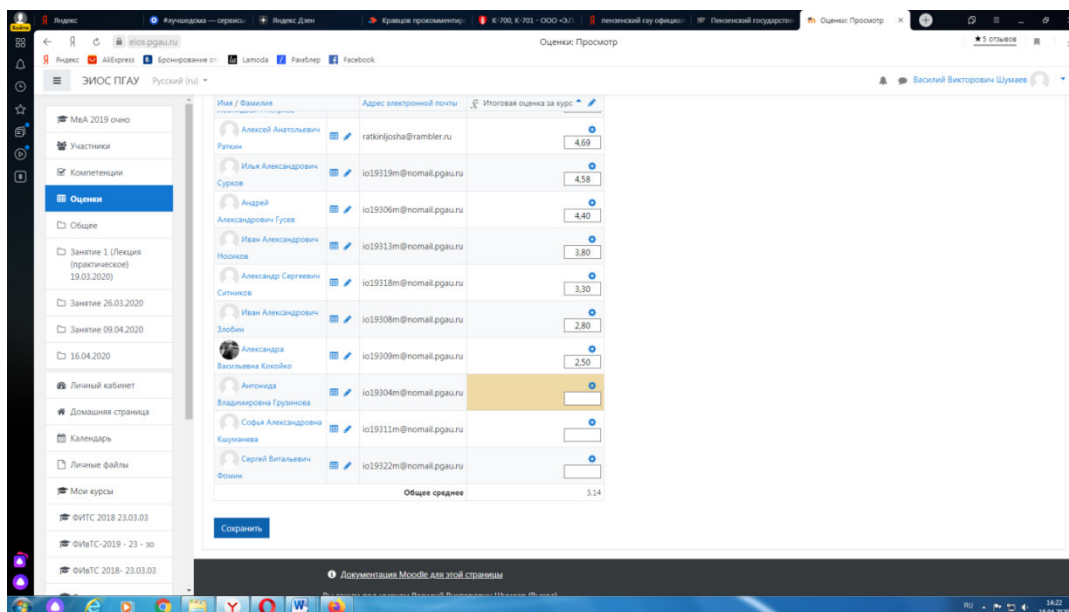 Войти
Яндекс
#лучшедома — сервисы
Яндекс Дзен
Кравцов прокомментир
К-700, К-701 - ООО «ЗЛ
пензенский гау официал
Пензенский государстве
Оценки: Просмотр
eios.pgau.ru
Оценки: Просмотр
★ 5 отзывов
Яндекс
AliExpress
Бронирование от
Lamoda
Рамблер
Facebook
ЭИОС ПГАУ Русский (ru)
Василий Викторович Шумаев
МвА 2019 очно
Участники
Компетенции
Оценки
Общее
Занятие 1 (Лекция
(практическое)
19.03.2020)
Занятие 26.03.2020
Занятие 09.04.2020
16.04.2020
Личный кабинет
Домашняя страница
Календарь
Личные файлы
Мои курсы
ФИТС 2018 23.03.03
ФИвТС-2019 - 23 - зо
ФИвТС 2018- 23.03.03
Имя / Фамилия Адрес электронной почты Итоговая оценка за курс
Алексей Анатольевич
Раткин ratkinljosha@rambler.ru 4,69
Илья Александрович
Сурков io19319m@nomail.pgau.ru 4,58
Андрей
Александрович Гусев io19306m@nomail.pgau.ru 4,40
Иван Александрович
Носиков io19313m@nomail.pgau.ru 3,80
Александр Сергеевич
Ситников io19318m@nomail.pgau.ru 3,30
Иван Александрович
Злобин io19308m@nomail.pgau.ru 2,80
Александра
Васильевна Кокойко io19309m@nomail.pgau.ru 2,50
Антонида
Владимировна Грузинова io19304m@nomail.pgau.ru
Софья Александровна
Кшуманева io19311m@nomail.pgau.ru
Сергей Витальевич
Фомин io19322m@nomail.pgau.ru
Общее среднее 3.14
Сохранить
Документация Moodle для этой страницы
RU
14:22